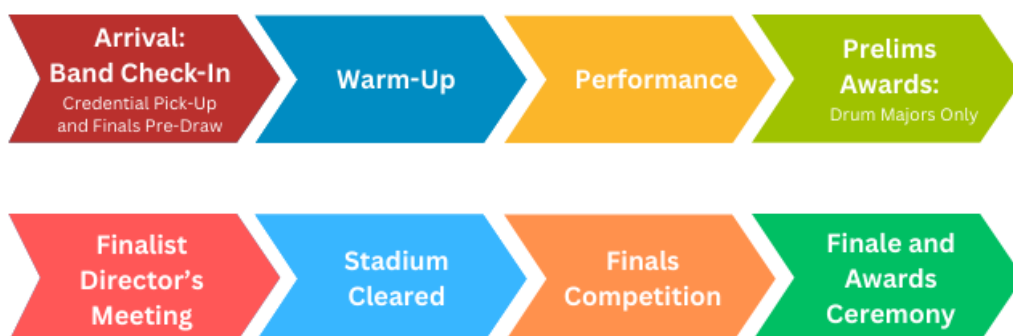 Arrival:
Band Check-In
Credential Pick-Up
and Finals Pre-Draw
Warm-Up
Performance
Prelims
Awards:
Drum Majors Only
Finalist
Director's
Meeting
Stadium
Cleared
Finals
Competition
Finale and
Awards
Ceremony